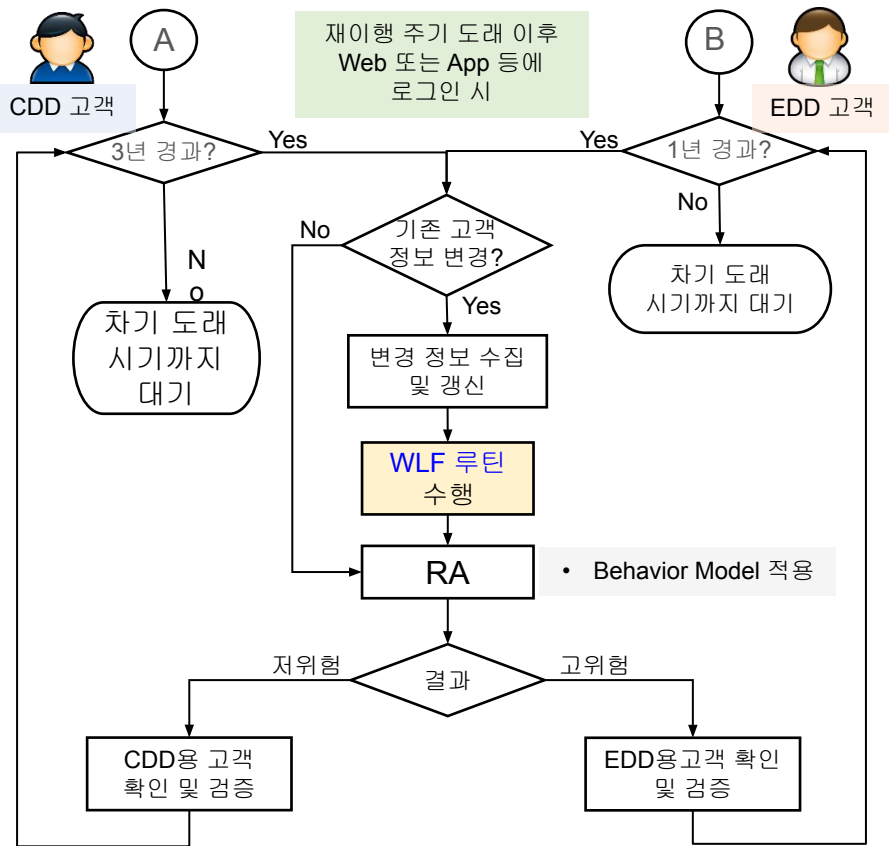 A
재이행 주기 도래 이후
Web 또는 App 등에
로그인 시
B
CDD 고객
EDD 고객
3년 경과?
Yes
Yes
1년 경과?
No
기존 고객
정보 변경?
No
N
o
차기 도래
시기까지
대기
차기 도래
시기까지 대기
Yes
변경 정보 수집
및 갱신
WLF 루틴
수행
RA
• Behavior Model 적용
저위험
결과
고위험
CDD용 고객
확인 및 검증
EDD용고객 확인
및 검증